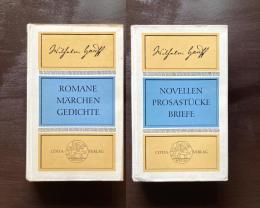 Wilhelm Hauff
ROMANE
MÄRCHEN
GEDICHTE
COTTA VERLAG
Wilhelm Hauff
NOVELLEN
PROSASTÜCKE
BRIEFE
COTTA VERLAG